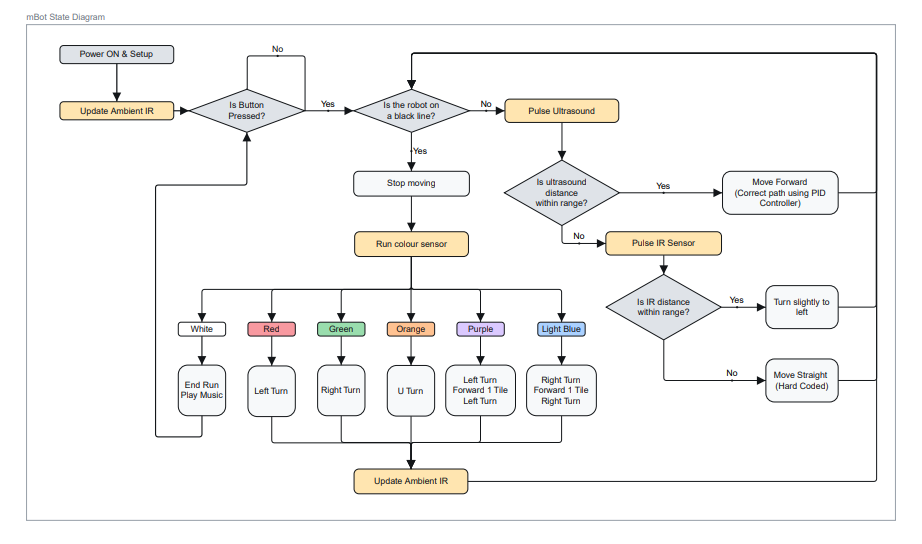 mBot State Diagram
Power ON & Setup
No
Update Ambient IR
Is Button
Pressed?
Yes
Is the robot on
a black line?
No
Pulse Ultrasound
Yes
Stop moving
Is ultrasound
distance
within range?
Yes
Move Forward
(Correct path using PID
Controller)
No
Run colour sensor
Pulse IR Sensor
Is IR distance
within range?
Yes
Turn slightly to
left
No
Move Straight
(Hard Coded)
White
Red
Green
Orange
Purple
Light Blue
End Run
Play Music
Left Turn
Right Turn
U Turn
Left Turn
Forward 1 Tile
Left Turn
Right Turn
Forward 1 Tile
Right Turn
Update Ambient IR